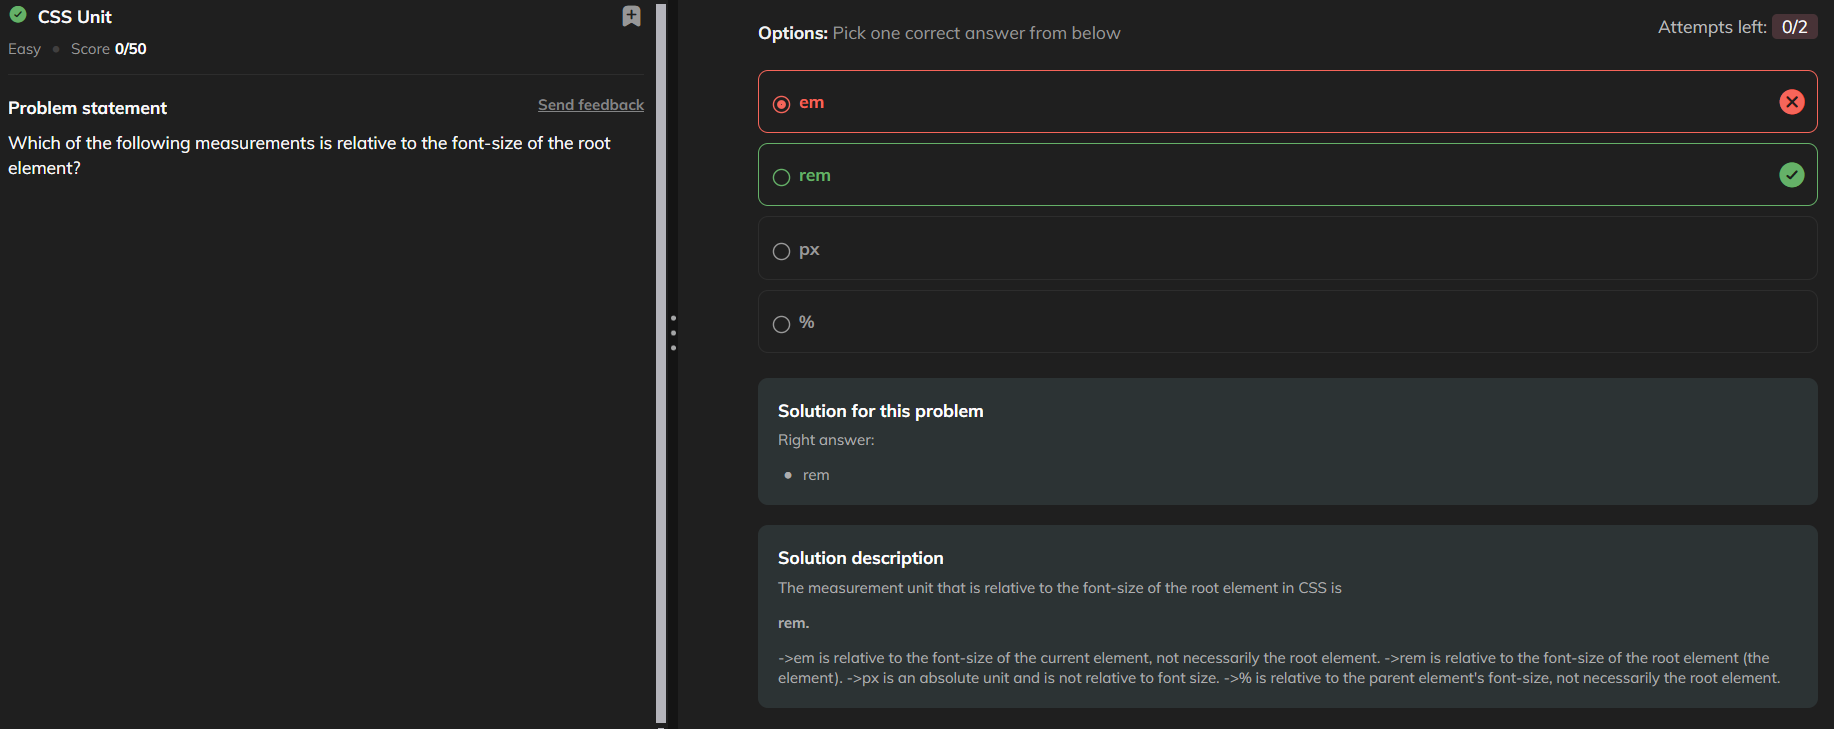 CSS Unit
Easy • Score 0/50
Problem statement
Send feedback
Which of the following measurements is relative to the font-size of the root
element?
Options: Pick one correct answer from below
Attempts left: 0/2
em
rem
px
%
Solution for this problem
Right answer:
• rem
Solution description
The measurement unit that is relative to the font-size of the root element in CSS is
rem.
->em is relative to the font-size of the current element, not necessarily the root element. ->rem is relative to the font-size of the root element (the
element). ->px is an absolute unit and is not relative to font size. ->% is relative to the parent element's font-size, not necessarily the root element.